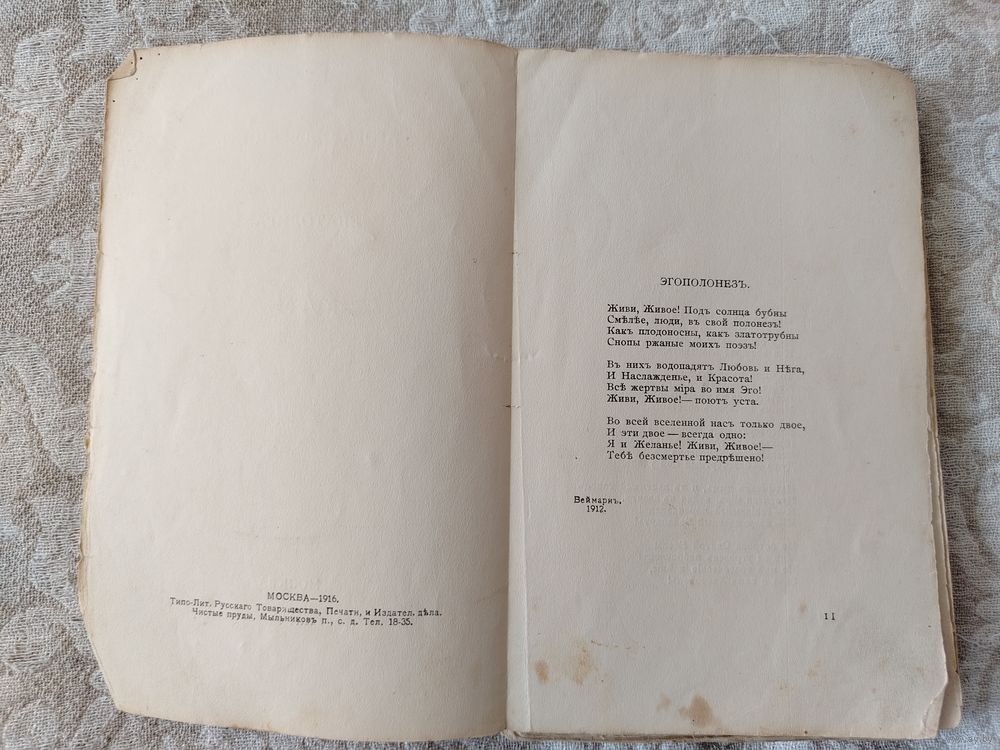 МОСКВА—1916.
Типо-Лит. Русскаго Товарищества, Печати, и Издател. дѣла.
Чистые пруды, Мыльниковъ п., с. д. Тел. 18-35.
ЭГОПОЛОНЕЗЪ.
Живи, Живое! Подъ солнца бубны
Смѣлѣе, люди, въ свой полонезъ!
Какъ плодоносны, какъ златотрубны
Снопы ржаные моихъ поэзъ!
Въ нихъ водопадятъ Любовь и Нѣга,
И Наслажденье, и Красота!
Всѣ жертвы міра во имя Эго!
Живи, Живое!—поютъ уста.
Во всей вселенной насъ только двое,
И эти двое—всегда одно:
Я и Желанье! Живи, Живое!—
Тебѣ безсмертье предрѣшено!
Веймарнъ.
1912.
11